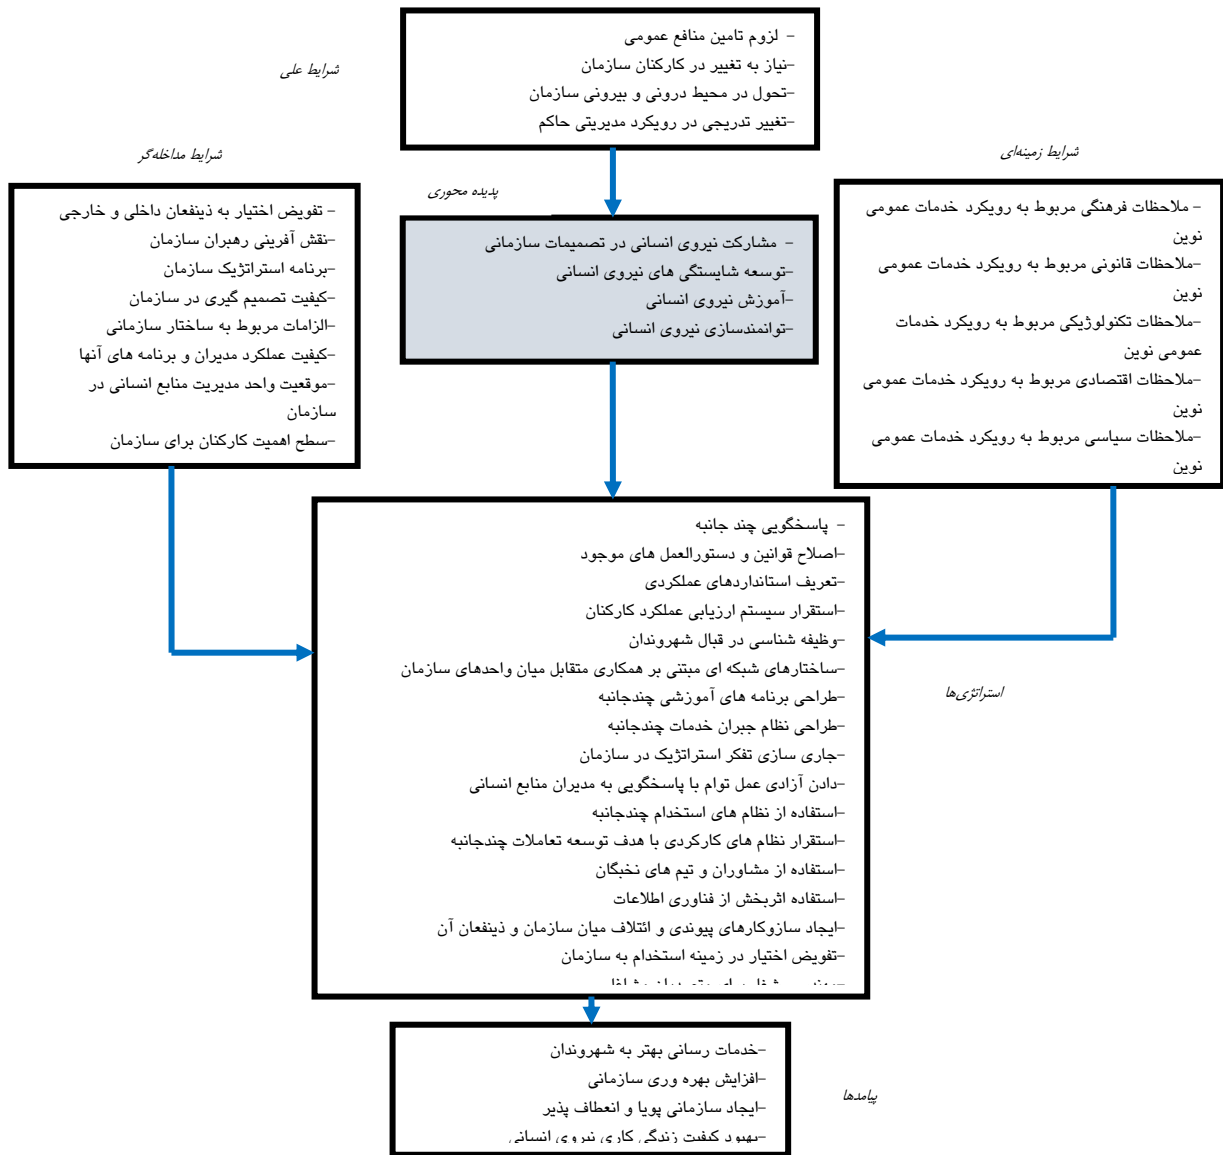 - لزوم تامین منافع عمومی
-نیاز به تغییر در کارکنان سازمان
-تحول در محیط درونی و بیرونی سازمان
-تغییر تدریجی در رویکرد مدیریتی حاکم
شرایط علی
شرایط زمینه‌ای
- ملاحظات فرهنگی مربوط به رویکرد خدمات عمومی
نوین
-ملاحظات قانونی مربوط به رویکرد خدمات عمومی
نوین
-ملاحظات تکنولوژیکی مربوط به رویکرد خدمات
عمومی نوین
-ملاحظات اقتصادی مربوط به رویکرد خدمات عمومی
نوین
-ملاحظات سیاسی مربوط به رویکرد خدمات عمومی
نوین
پدیده محوری
- مشارکت نیروی انسانی در تصمیمات سازمانی
-توسعه شایستگی های نیروی انسانی
-آموزش نیروی انسانی
-توانمندسازی نیروی انسانی
شرایط مداخله‌گر
- تفویض اختیار به ذینفعان داخلی و خارجی
-نقش آفرینی رهبران سازمان
-برنامه استراتژیک سازمان
-کیفیت تصمیم گیری در سازمان
-الزامات مربوط به ساختار سازمانی
-کیفیت عملکرد مدیران و برنامه های آنها
-موقعیت واحد مدیریت منابع انسانی در
سازمان
-سطح اهمیت کارکنان برای سازمان
استراتژی‌ها
- پاسخگویی چند جانبه
-اصلاح قوانین و دستورالعمل های موجود
-تعریف استانداردهای عملکردی
-استقرار سیستم ارزیابی عملکرد کارکنان
-وظیفه شناسی در قبال شهروندان
-ساختارهای شبکه ای مبتنی بر همکاری متقابل میان واحدهای سازمان
-طراحی برنامه های آموزشی چندجانبه
-طراحی نظام جبران خدمات چندجانبه
-جاری سازی تفکر استراتژیک در سازمان
-دادن آزادی عمل توام با پاسخگویی به مدیران منابع انسانی
-استفاده از نظام های استخدام چندجانبه
-استقرار نظام های کارکردی با هدف توسعه تعاملات چندجانبه
-استفاده از مشاوران و تیم های نخبگان
-استفاده اثربخش از فناوری اطلاعات
-ایجاد سازوکارهای پیوندی و ائتلاف میان سازمان و ذینفعان آن
-تفویض اختیار در زمینه استخدام به سازمان
پیامدها
-خدمات رسانی بهتر به شهروندان
-افزایش بهره وری سازمانی
-ایجاد سازمانی پویا و انعطاف پذیر
-بهبود کیفیت زندگی کاری نیروی انسانی